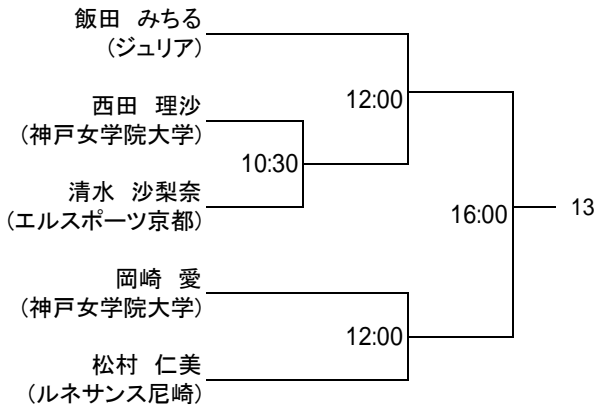 飯田　みちる
(ジュリア)
12:00
西田　理沙
(神戸女学院大学)
10:30
清水　沙梨奈
(エルスポーツ京都)
16:00
13
岡崎　愛
(神戸女学院大学)
12:00
松村　仁美
(ルネサンス尼崎)